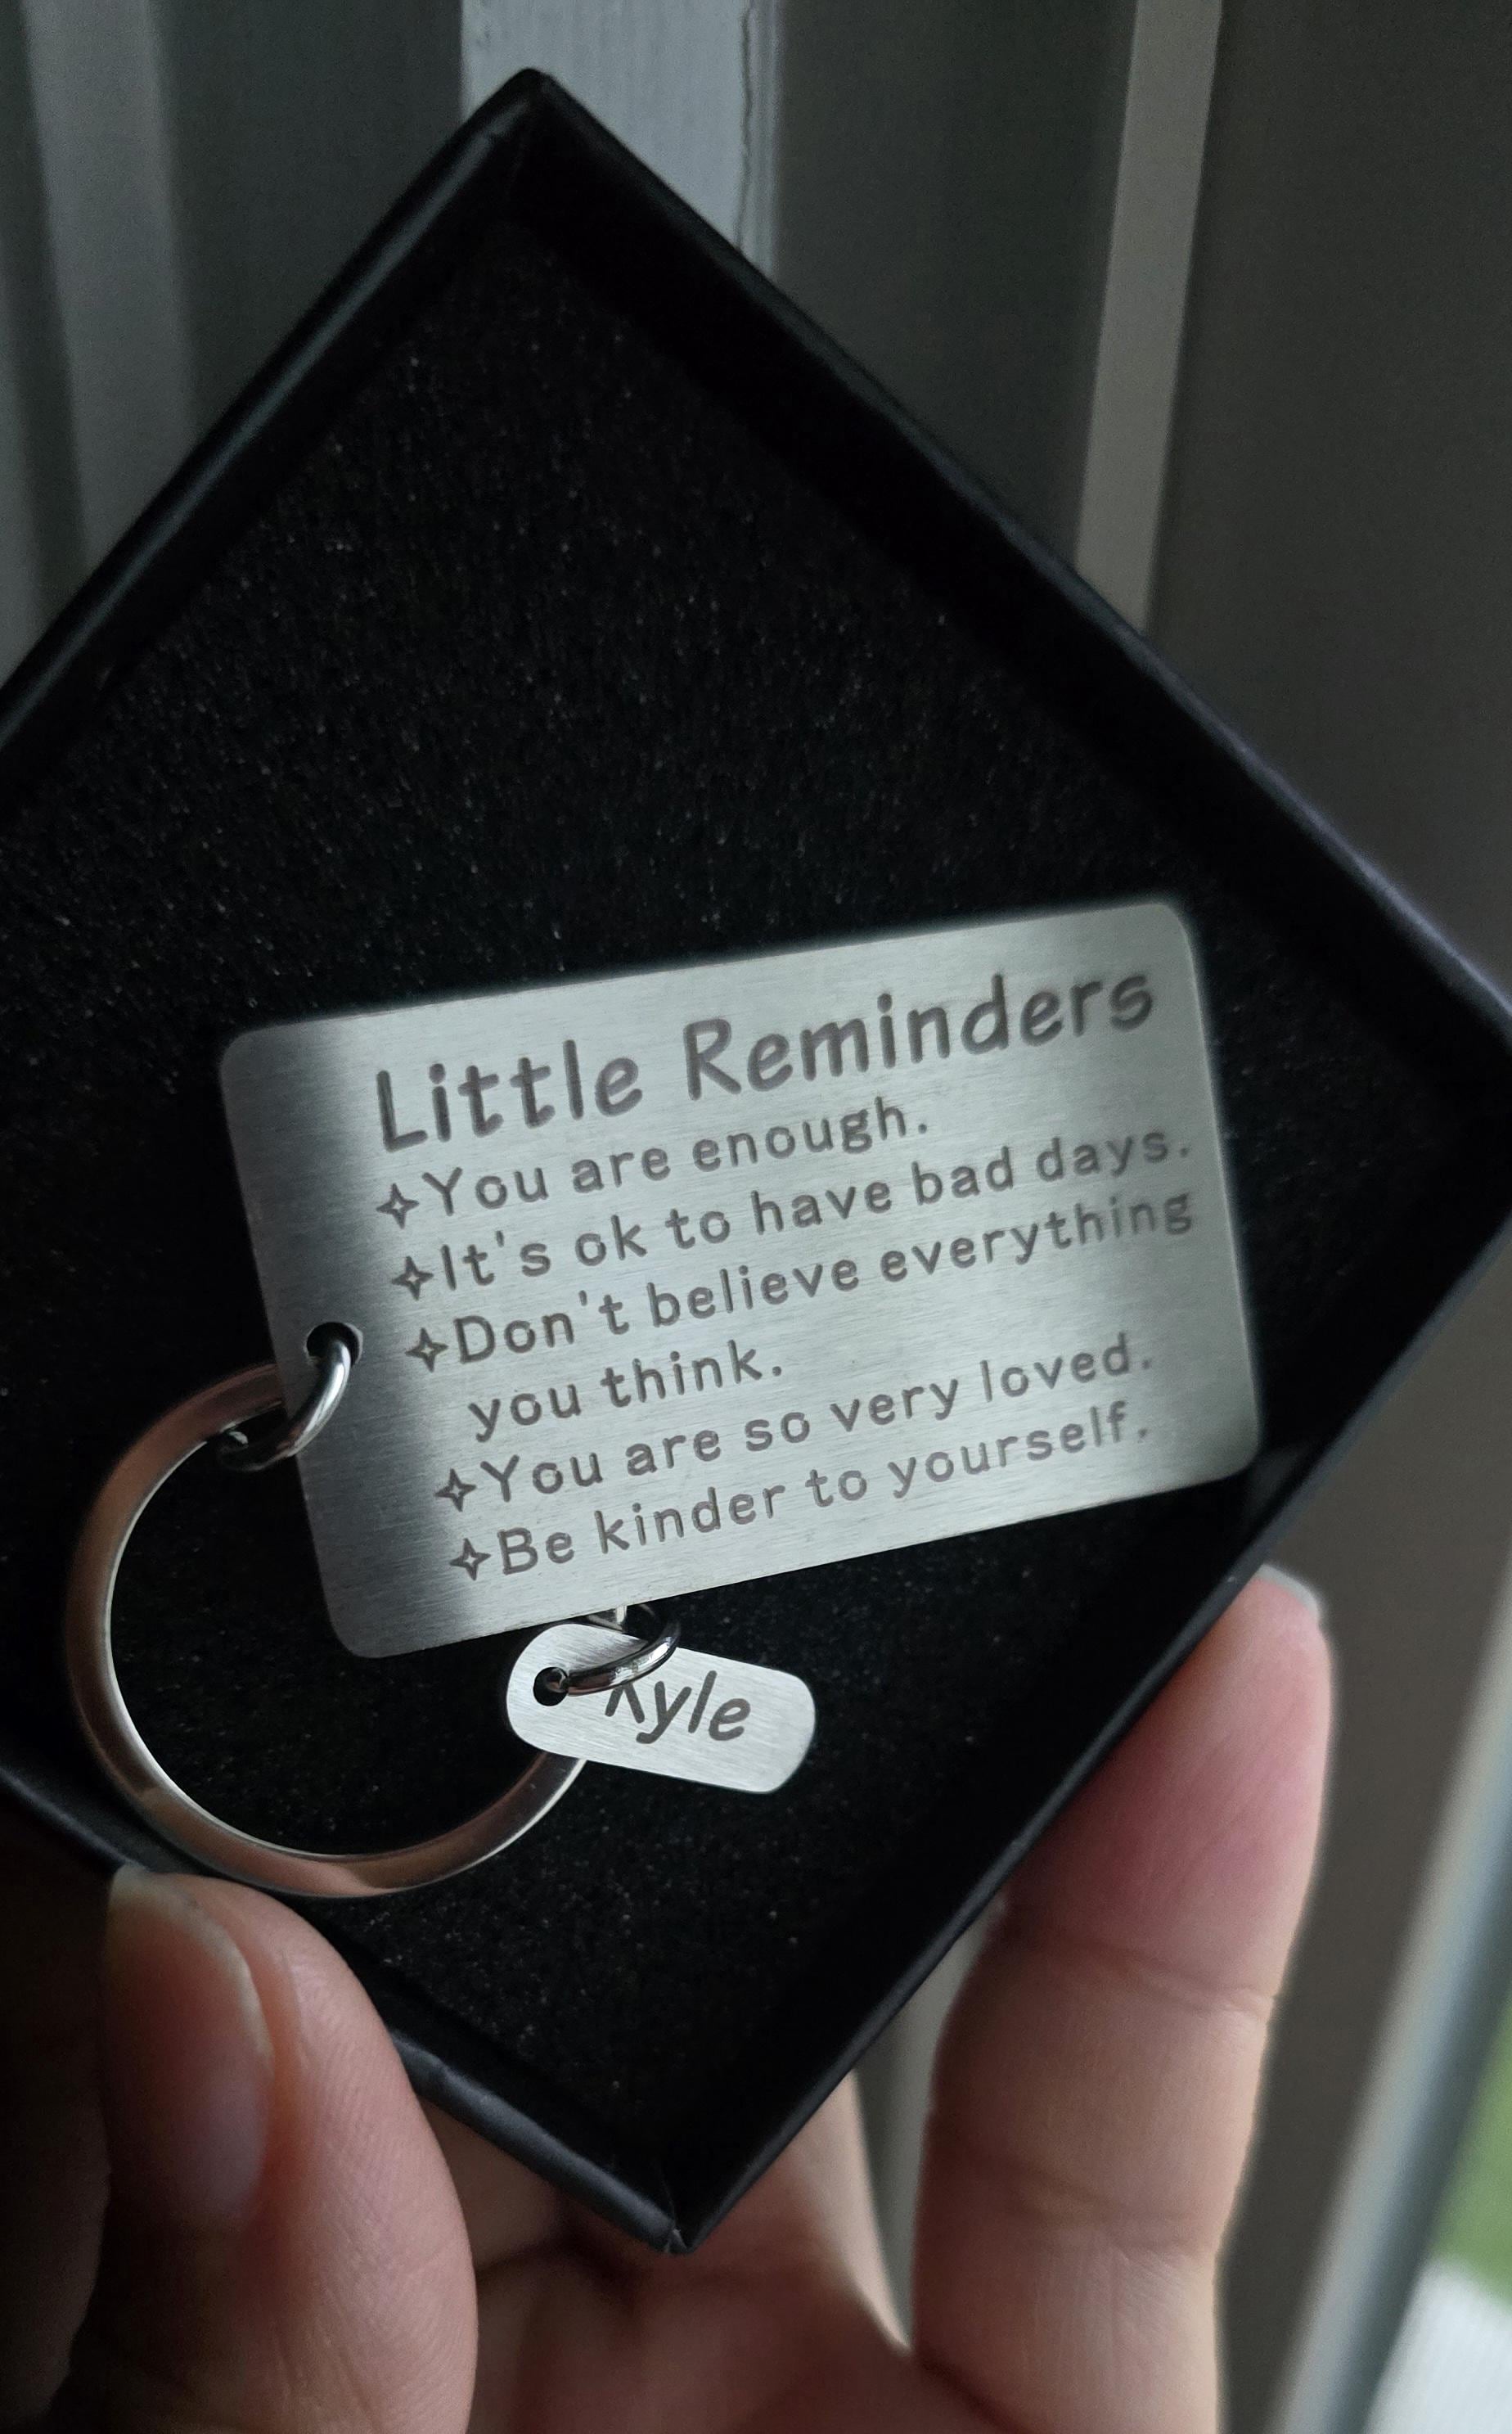 Little Reminders
✧You are enough.
✧It's ok to have bad days.
✧Don't believe everything
you think.
✧You are so very loved.
✧Be kinder to yourself.
Kyle